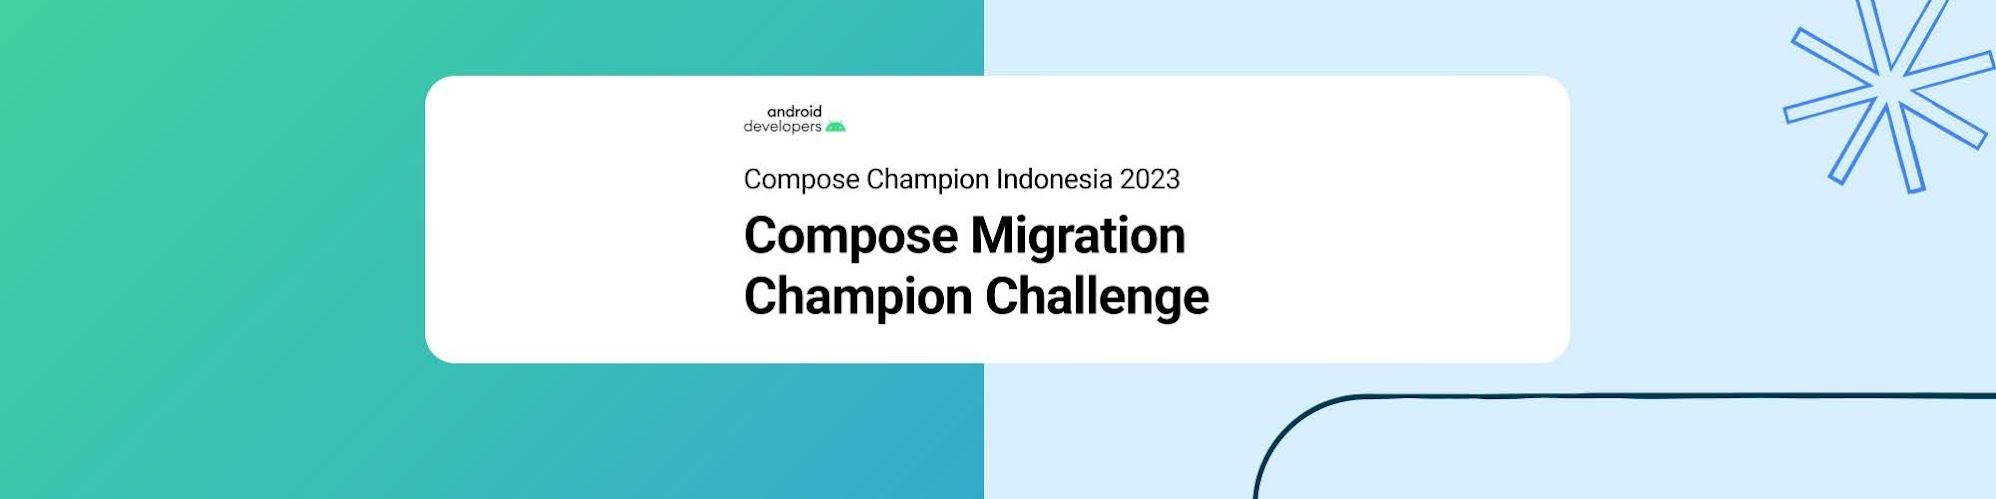 android
developers
Compose Champion Indonesia 2023
Compose Migration
Champion Challenge